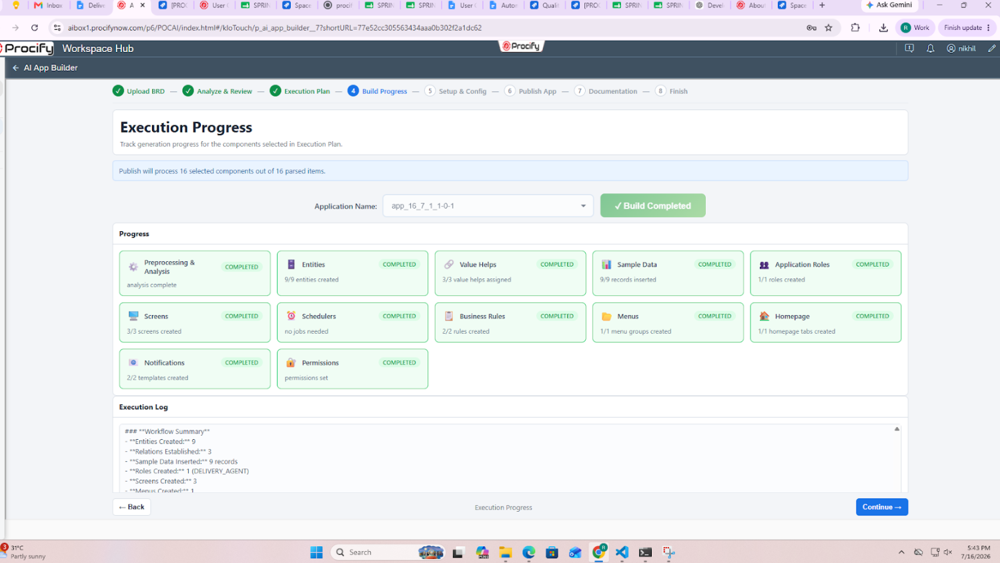 Inbox
Delive
A
[PROC
User (
SPRIN
Space
procif
SPRIN
SPRIN
User (
Autor
Qualit
[PROC
SPRIN
SPRIN
Devel
About
Space
Ask Gemini
aibox1.procifynow.com/p6/POCAI/index.html#/kloTouch/p_ai_app_builder__7?shortURL=77e52cc305563434aaa0b302f2a1dc62
R Work
Finish update
Procify Workspace Hub
Procify
nikhil
← AI App Builder
✓ Upload BRD — ✓ Analyze & Review — ✓ Execution Plan — 4 Build Progress — 5 Setup & Config — 6 Publish App — 7 Documentation — 8 Finish
Execution Progress
Track generation progress for the components selected in Execution Plan.
Publish will process 16 selected components out of 16 parsed items.
Application Name: app_16_7_1_1-0-1 ✓ Build Completed
Progress
Preprocessing & Analysis COMPLETED
analysis complete
Entities COMPLETED
9/9 entities created
Value Helps COMPLETED
3/3 value helps assigned
Sample Data COMPLETED
9/9 records inserted
Application Roles COMPLETED
1/1 roles created
Screens COMPLETED
3/3 screens created
Schedulers COMPLETED
no jobs needed
Business Rules COMPLETED
2/2 rules created
Menus COMPLETED
1/1 menu groups created
Homepage COMPLETED
1/1 homepage tabs created
Notifications COMPLETED
2/2 templates created
Permissions COMPLETED
permissions set
Execution Log
### **Workflow Summary**
- **Entities Created:** 9
- **Relations Established:** 3
- **Sample Data Inserted:** 9 records
- **Roles Created:** 1 (DELIVERY_AGENT)
- **Screens Created:** 3
- **Menus Created:** 1
← Back
Execution Progress
Continue →
3
31°C
Partly sunny
Search
5:43 PM
7/16/2026